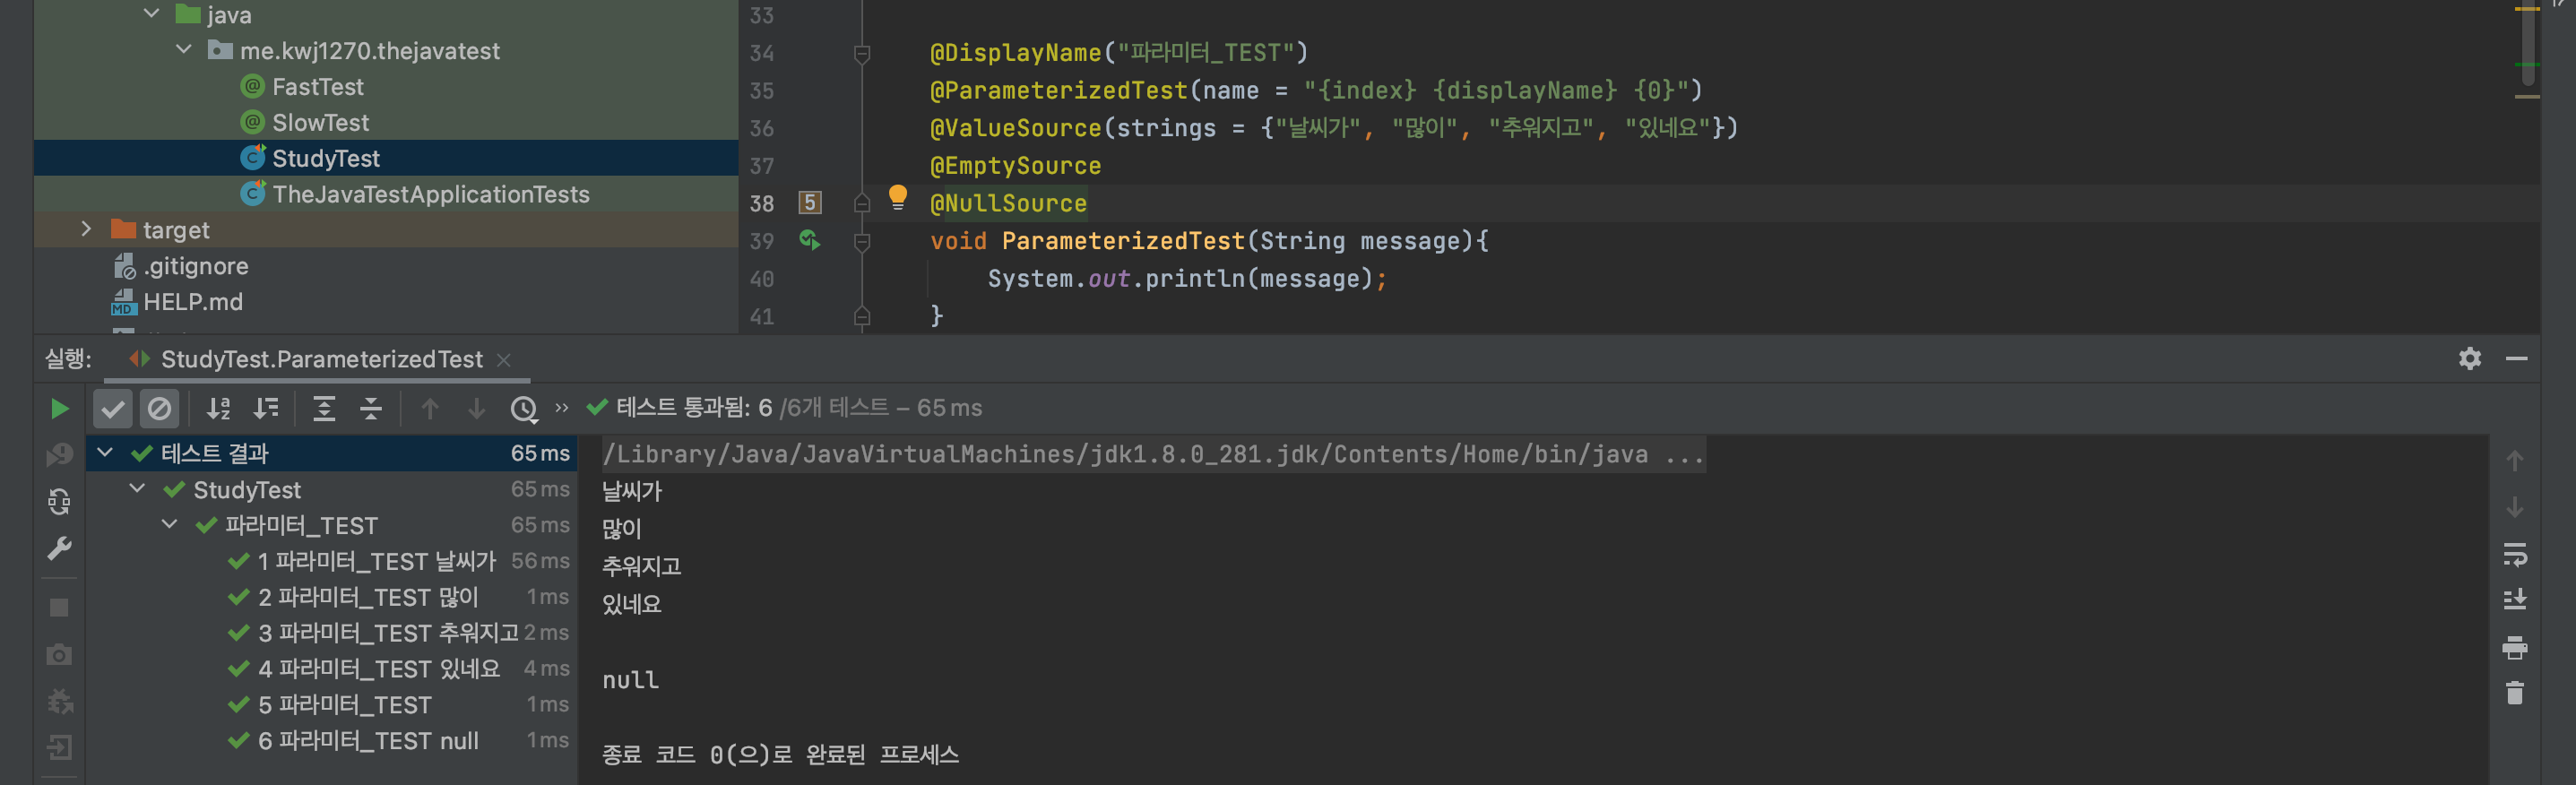 java
me.kwj1270.thejavatest
FastTest
SlowTest
StudyTest
TheJavaTestApplicationTests
target
.gitignore
HELP.md
33
34 @DisplayName("파라미터_TEST")
35 @ParameterizedTest(name = "{index} {displayName} {0}")
36 @ValueSource(strings = {"날씨가", "많이", "추워지고", "있네요"})
37 @EmptySource
38 5 @NullSource
39 void ParameterizedTest(String message){
40 System.out.println(message);
41 }
실행: StudyTest.ParameterizedTest
테스트 통과됨: 6 /6개 테스트 – 65 ms
테스트 결과 65 ms
StudyTest 65 ms
파라미터_TEST 65 ms
1 파라미터_TEST 날씨가 56 ms
2 파라미터_TEST 많이 1 ms
3 파라미터_TEST 추워지고 2 ms
4 파라미터_TEST 있네요 4 ms
5 파라미터_TEST 1 ms
6 파라미터_TEST null 1 ms
/Library/Java/JavaVirtualMachines/jdk1.8.0_281.jdk/Contents/Home/bin/java ...
날씨가
많이
추워지고
있네요
null
종료 코드 0(으)로 완료된 프로세스